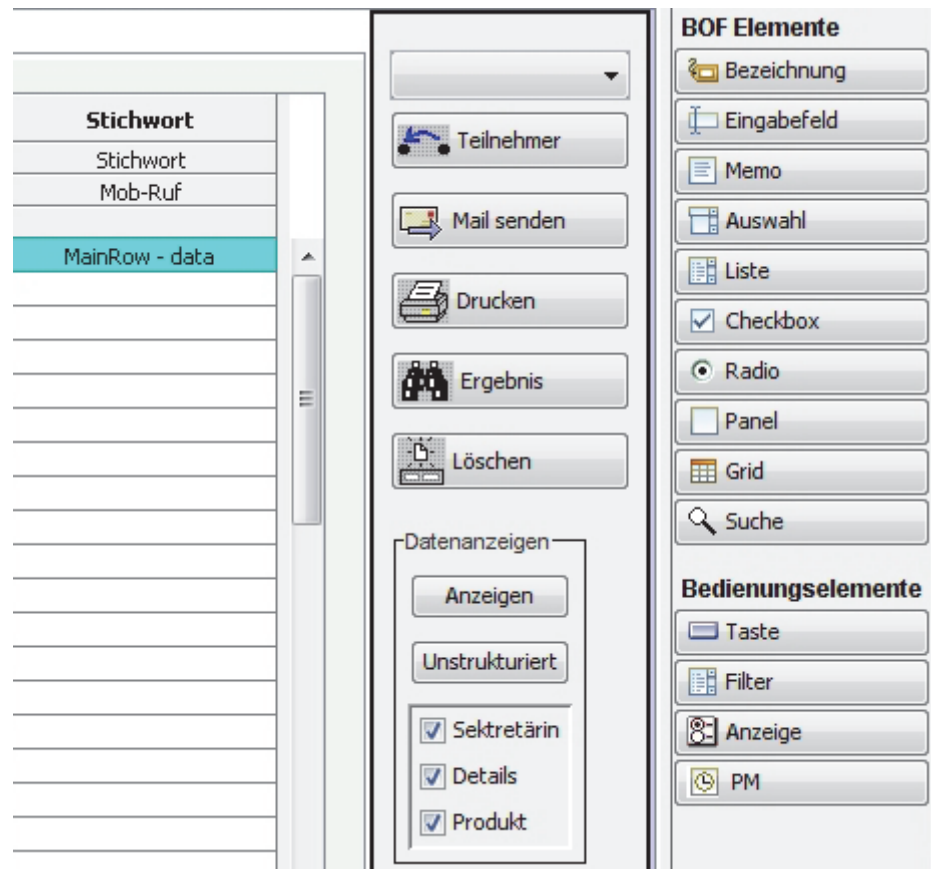 Stichwort
Stichwort
Mob-Ruf
MainRow - data
Teilnehmer
Mail senden
Drucken
Ergebnis
Löschen
Datenanzeigen
Anzeigen
Unstrukturiert
Sektretärin
Details
Produkt
BOF Elemente
Bezeichnung
Eingabefeld
Memo
Auswahl
Liste
Checkbox
Radio
Panel
Grid
Suche
Bedienungselemente
Taste
Filter
Anzeige
PM